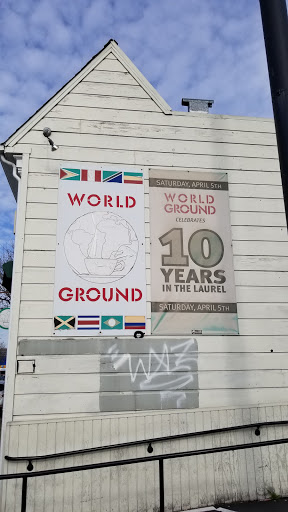 WORLD
GROUND
SATURDAY, APRIL 5TH
WORLD
GROUND
CELEBRATES
10
YEARS
IN THE LAUREL
SATURDAY, APRIL 5TH